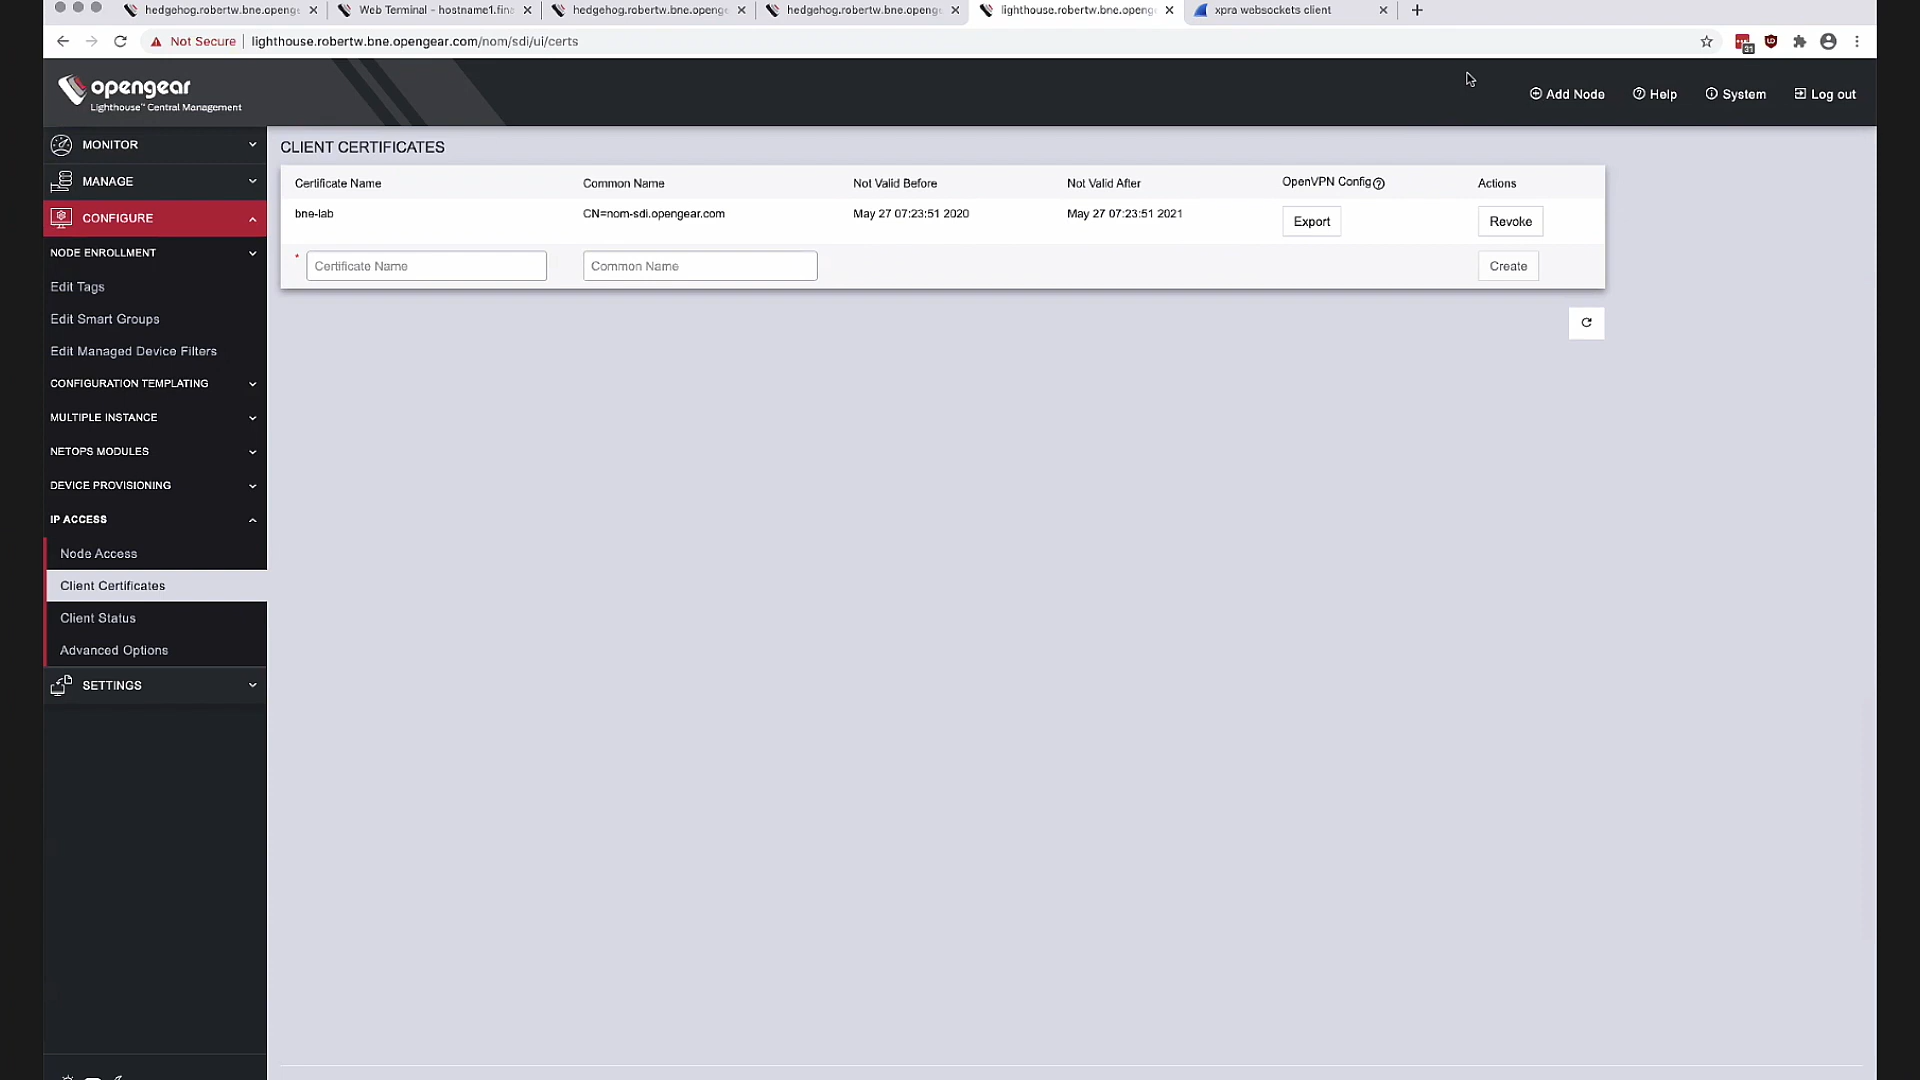 hedgehog.robertw.bne.openg
Web Terminal - hostname1.fina
hedgehog.robertw.bne.openge
hedgehog.robertw.bne.openge
lighthouse.robertw.bne.openge
xpra websockets client
Not Secure
lighthouse.robertw.bne.opengear.com/nom/sdi/ui/certs
31
opengear
Lighthouse™ Central Management
Add Node
Help
System
Log out
MONITOR
MANAGE
CONFIGURE
NODE ENROLLMENT
Edit Tags
Edit Smart Groups
Edit Managed Device Filters
CONFIGURATION TEMPLATING
MULTIPLE INSTANCE
NETOPS MODULES
DEVICE PROVISIONING
IP ACCESS
Node Access
Client Certificates
Client Status
Advanced Options
SETTINGS
CLIENT CERTIFICATES
Certificate Name Common Name Not Valid Before Not Valid After OpenVPN Config Actions
bne-lab CN=nom-sdi.opengear.com May 27 07:23:51 2020 May 27 07:23:51 2021 Export Revoke
* Certificate Name Common Name Create